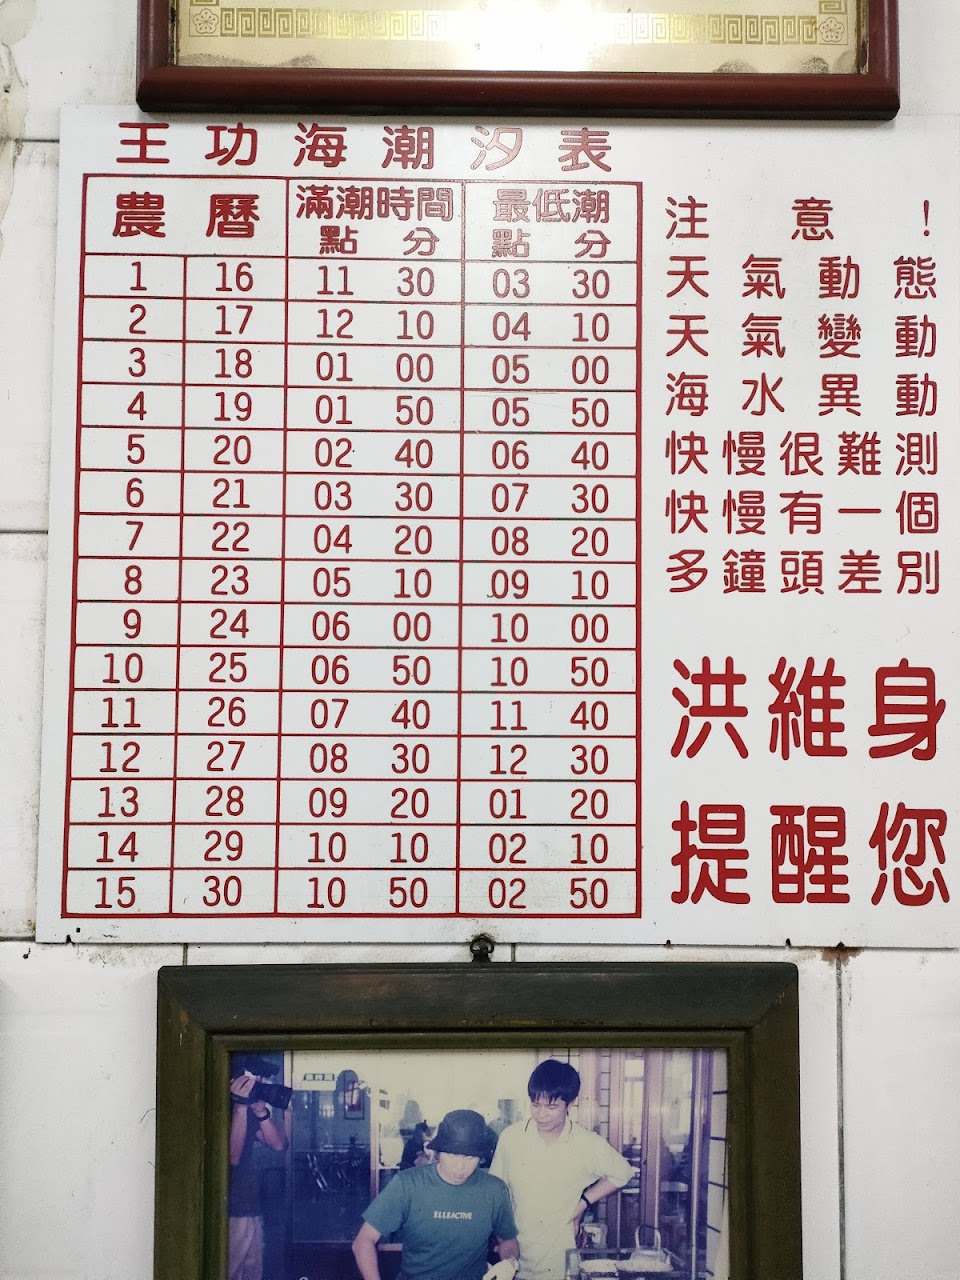 王功海潮汐表
農曆 滿潮時間 最低潮
點 分 點 分
1 16 11 30 03 30
2 17 12 10 04 10
3 18 01 00 05 00
4 19 01 50 05 50
5 20 02 40 06 40
6 21 03 30 07 30
7 22 04 20 08 20
8 23 05 10 09 10
9 24 06 00 10 00
10 25 06 50 10 50
11 26 07 40 11 40
12 27 08 30 12 30
13 28 09 20 01 20
14 29 10 10 02 10
15 30 10 50 02 50
注意!
天氣動態
天氣變動
海水異動
快慢很難測
快慢有一個
多鐘頭差別
洪維身
提醒您
ELLEACTIVE